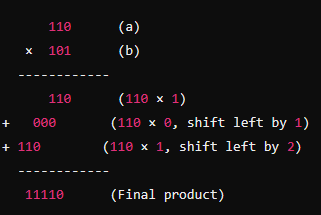 110 (a)
x 101 (b)
------------
110 (110 × 1)
+ 000 (110 × 0, shift left by 1)
+ 110 (110 × 1, shift left by 2)
------------
11110 (Final product)